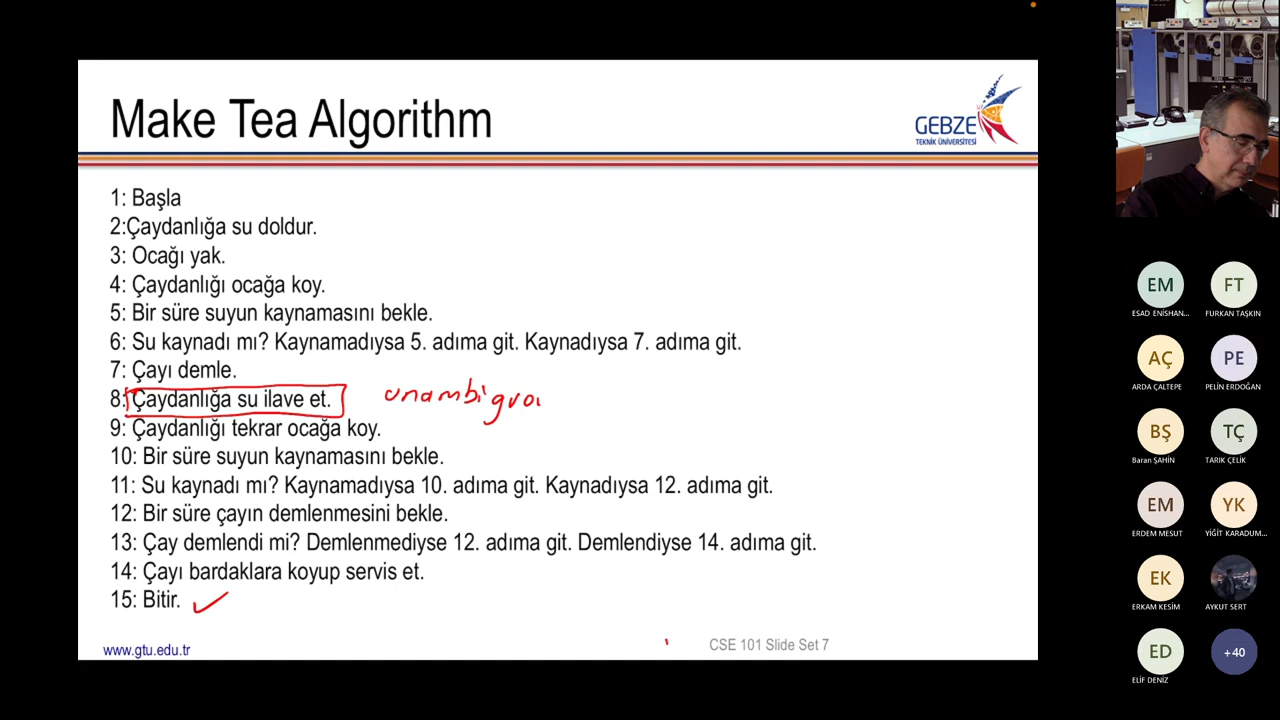 Make Tea Algorithm
GEBZE
TEKNİK ÜNİVERSİTESİ
1: Başla
2:Çaydanlığa su doldur.
3: Ocağı yak.
4: Çaydanlığı ocağa koy.
5: Bir süre suyun kaynamasını bekle.
6: Su kaynadı mı? Kaynamadıysa 5. adıma git. Kaynadıysa 7. adıma git.
7: Çayı demle.
8: Çaydanlığa su ilave et.
9: Çaydanlığı tekrar ocağa koy.
10: Bir süre suyun kaynamasını bekle.
11: Su kaynadı mı? Kaynamadıysa 10. adıma git. Kaynadıysa 12. adıma git.
12: Bir süre çayın demlenmesini bekle.
13: Çay demlendi mi? Demlenmediyse 12. adıma git. Demlendiyse 14. adıma git.
14: Çayı bardaklara koyup servis et.
15: Bitir.
www.gtu.edu.tr
CSE 101 Slide Set 7
EM
FT
ESAD ENİSHAN...
FURKAN TAŞKIN
AÇ
PE
ARDA ÇALTEPE
PELİN ERDOĞAN
BŞ
TÇ
Baran ŞAHİN
TARIK ÇELİK
EM
YK
ERDEM MESUT
YİĞİT KARADUM...
EK
ERKAM KESİM
AYKUT SERT
ED
+40
ELİF DENİZ